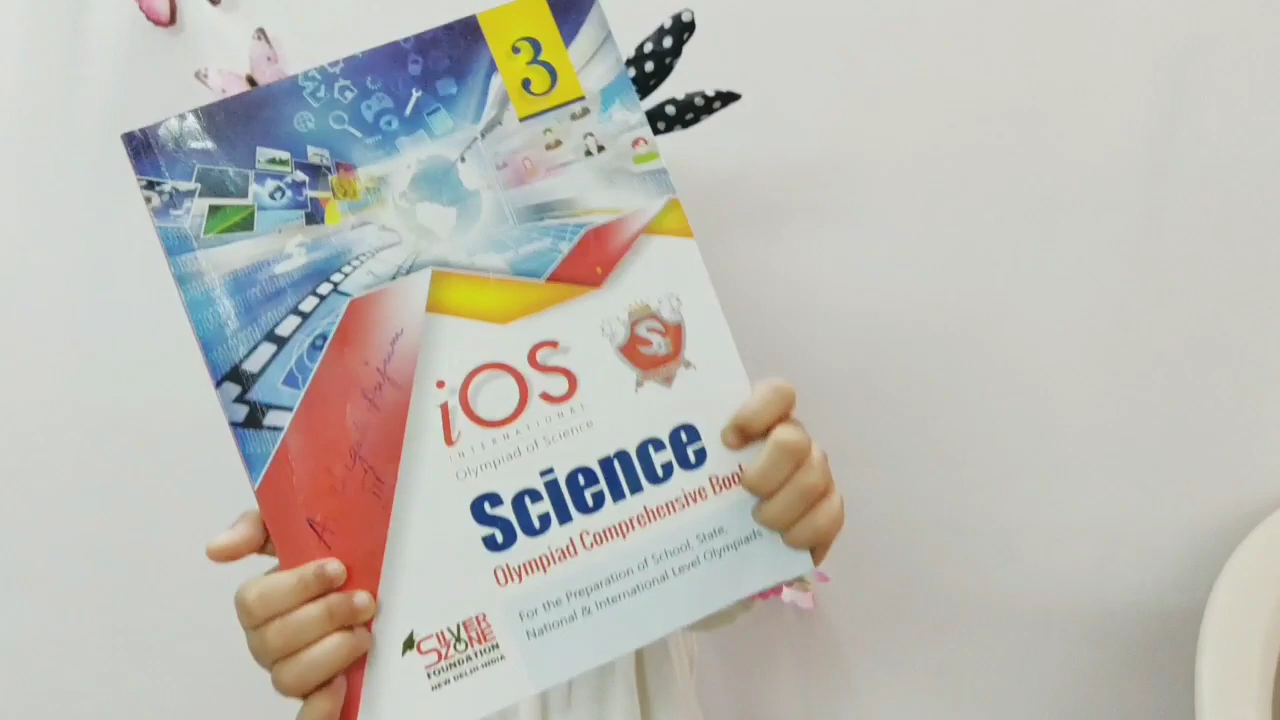 3
iOS
INTERNATIONAL
Olympiad of Science
S
Science
Olympiad Comprehensive Book
For the Preparation of School, State,
National & International Level Olympiads
SILVER
ZONE
FOUNDATION
NEW DELHI-INDIA